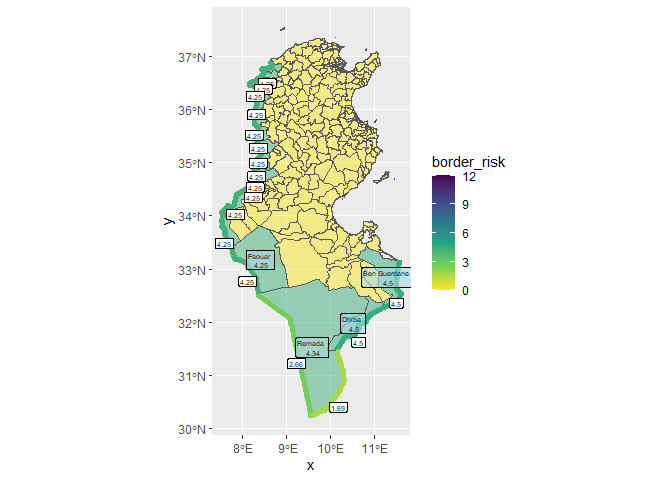 37°N
36°N
35°N
34°N
33°N
32°N
31°N
30°N
y
8°E
9°E
10°E
11°E
x
border_risk
12
9
6
3
0
4.25
4.25
4.25
4.25
4.25
4.25
4.25
4.25
4.25
4.25
4.25
4.25
Faouar
4.25
4.25
Ben Guerdane
4.5
4.5
Dhiba
4.5
4.5
Remada
4.34
2.66
1.69